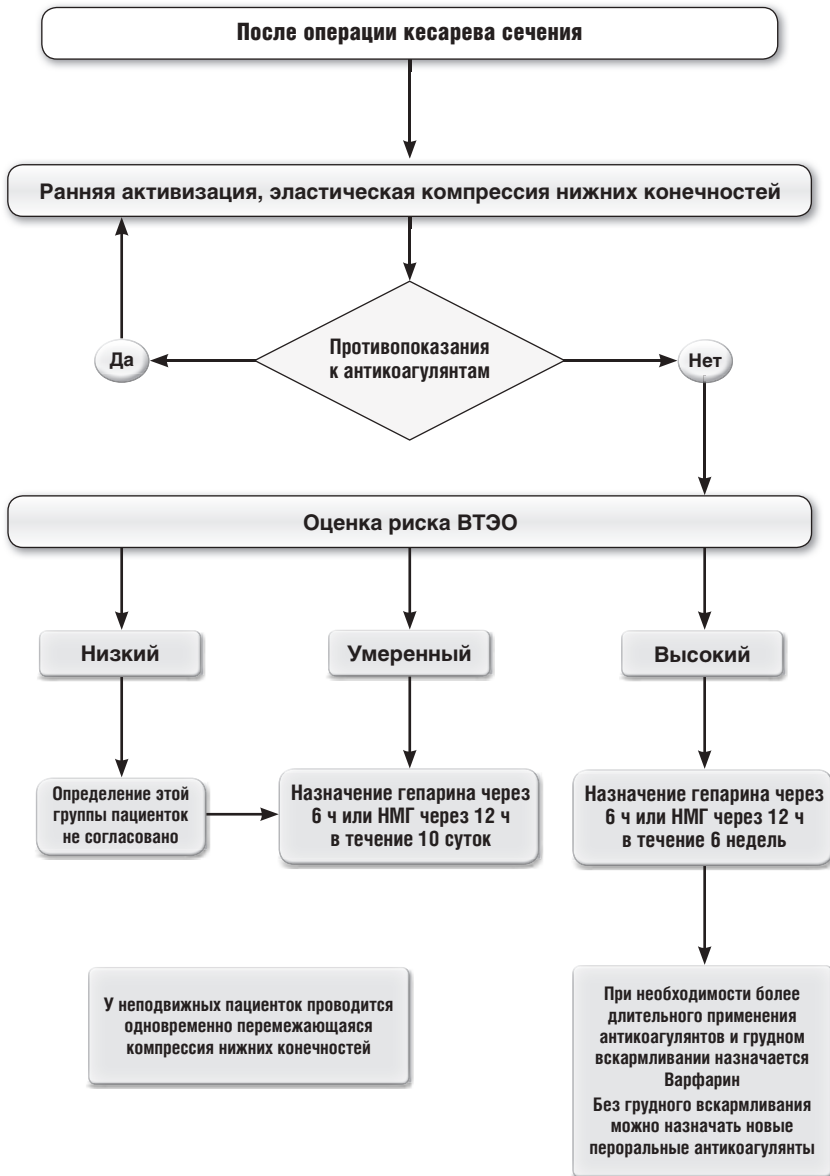 После операции кесарева сечения
Ранняя активизация, эластическая компрессия нижних конечностей
Да
Противопоказания
к антикоагулянтам
Нет
Оценка риска ВТЭО
Низкий
Умеренный
Высокий
Определение этой
группы пациенток
не согласовано
Назначение гепарина через
6 ч или НМГ через 12 ч
в течение 10 суток
Назначение гепарина через
6 ч или НМГ через 12 ч
в течение 6 недель
У неподвижных пациенток проводится
одновременно перемежающаяся
компрессия нижних конечностей
При необходимости более
длительного применения
антикоагулянтов и грудном
вскармливании назначается
Варфарин
Без грудного вскармливания
можно назначать новые
пероральные антикоагулянты